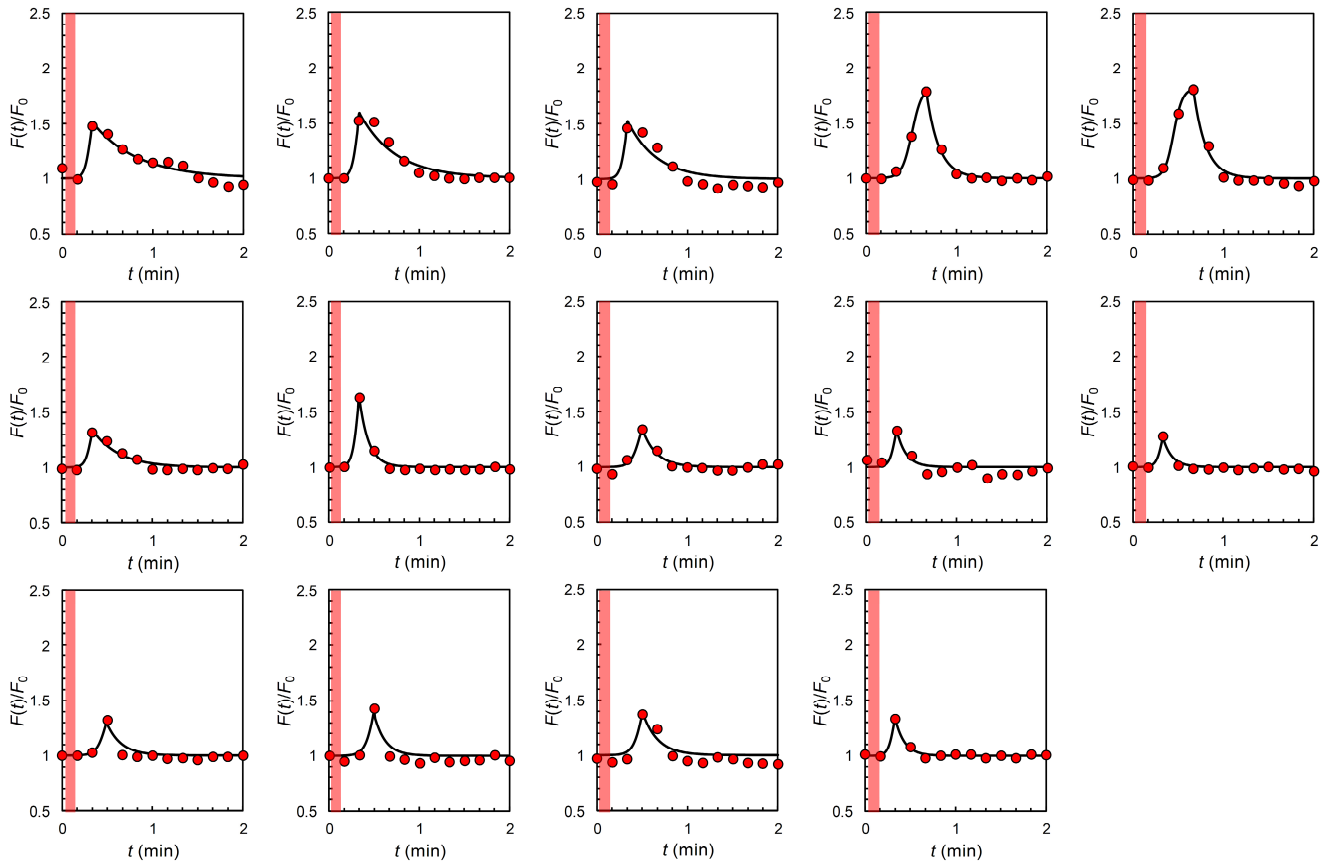 2.5 2.5 2.5 2.5 2.5
2 2 2 2 2
F(t)/F0 F(t)/F0 F(t)/F0 F(t)/F0 F(t)/F0
1.5 1.5 1.5 1.5 1.5
1 1 1 1 1
0.5 0.5 0.5 0.5 0.5
0 1 2 0 1 2 0 1 2 0 1 2 0 1 2
t (min) t (min) t (min) t (min) t (min)
2.5 2.5 2.5 2.5 2.5
2 2 2 2 2
F(t)/F0 F(t)/F0 F(t)/F0 F(t)/F0 F(t)/F0
1.5 1.5 1.5 1.5 1.5
1 1 1 1 1
0.5 0.5 0.5 0.5 0.5
0 1 2 0 1 2 0 1 2 0 1 2 0 1 2
t (min) t (min) t (min) t (min) t (min)
2.5 2.5 2.5 2.5
2 2 2 2
F(t)/F0 F(t)/F0 F(t)/F0 F(t)/F0
1.5 1.5 1.5 1.5
1 1 1 1
0.5 0.5 0.5 0.5
0 1 2 0 1 2 0 1 2 0 1 2
t (min) t (min) t (min) t (min)